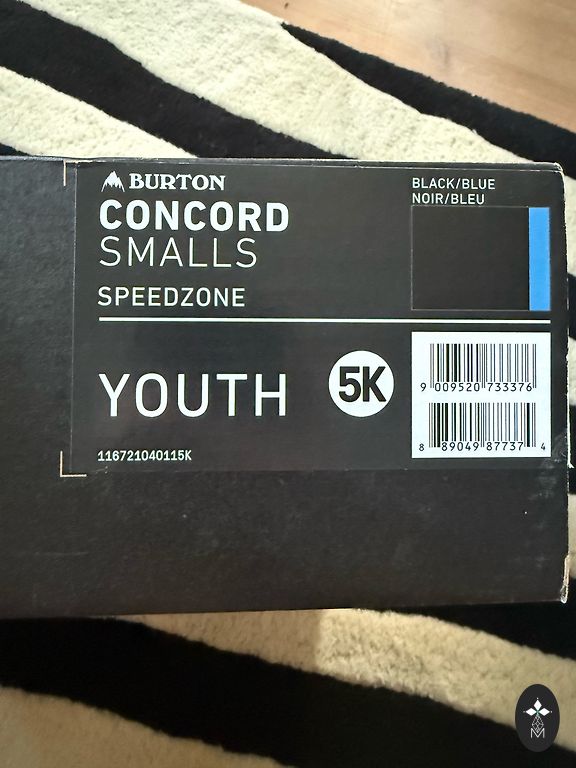 BURTON
CONCORD
SMALLS
SPEEDZONE
BLACK/BLUE
NOIR/BLEU
YOUTH
5K
116721040115K
9 009520 733376
8 89049 87737 4
M